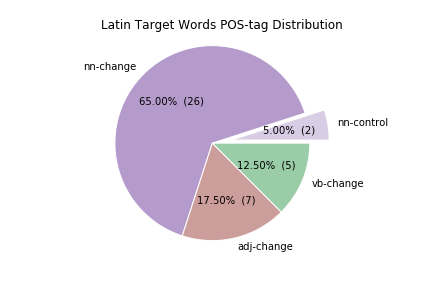 Latin Target Words POS-tag Distribution
nn-change
65.00% (26)
5.00% (2)
nn-control
12.50% (5)
vb-change
17.50% (7)
adj-change